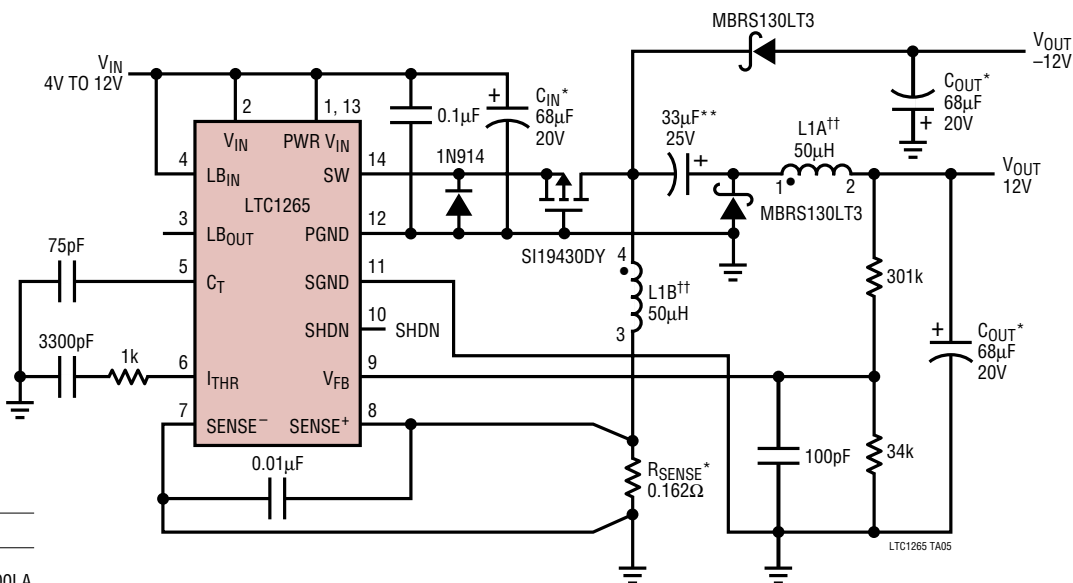 MBRS130LT3
VOUT
–12V
VIN
4V TO 12V
2
1, 13
0.1µF
+
CIN*
68µF
20V
COUT*
68µF
20V
+
VIN
PWR VIN
33µF**
25V
+
L1A††
50µH
4
LBIN
14
SW
1N914
1
2
VOUT
12V
LTC1265
MBRS130LT3
3
LBOUT
12
PGND
SI19430DY
4
75pF
5
CT
11
SGND
L1B††
50µH
3
301k
10
SHDN
SHDN
+
COUT*
68µF
20V
3300pF
1k
6
ITHR
9
VFB
7
SENSE–
8
SENSE+
0.01µF
RSENSE*
0.162Ω
100pF
34k
LTC1265 TA05
00LA